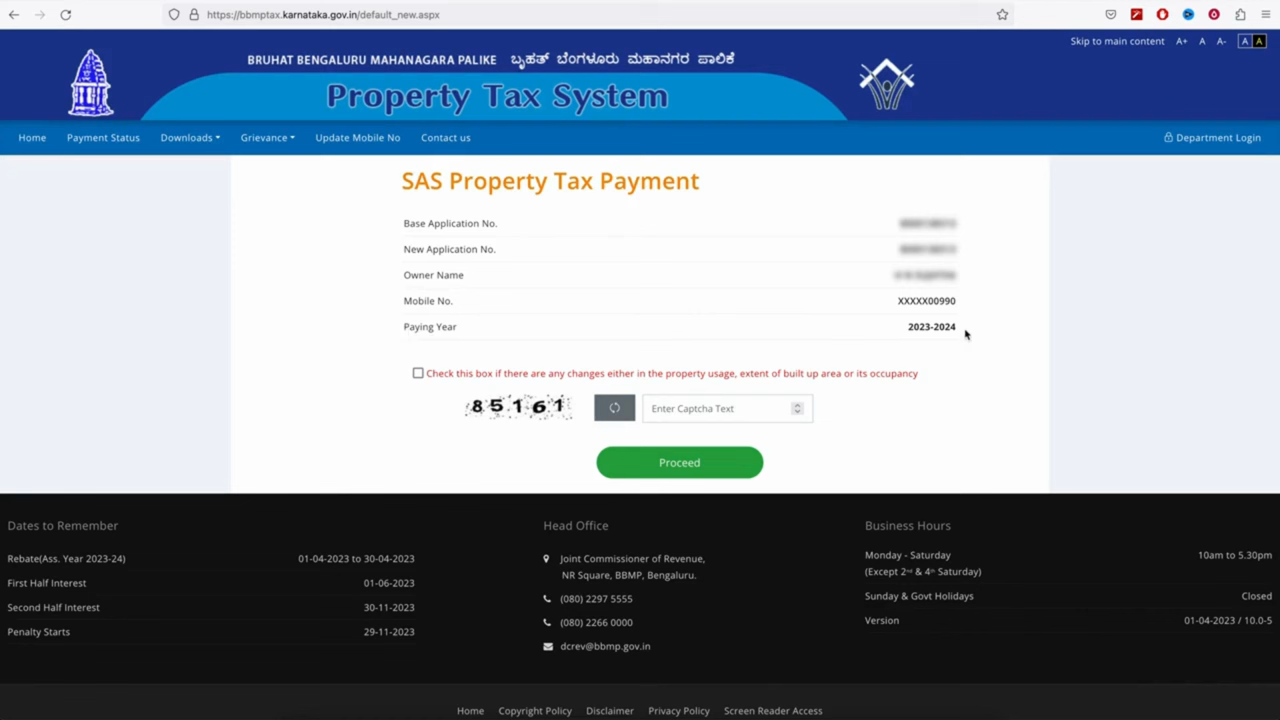 https://bbmptax.karnataka.gov.in/default_new.aspx
Skip to main content A+ A A- A A
BRUHAT BENGALURU MAHANAGARA PALIKE ಬೃಹತ್ ಬೆಂಗಳೂರು ಮಹಾನಗರ ಪಾಲಿಕೆ
Property Tax System
Home Payment Status Downloads Grievance Update Mobile No Contact us Department Login
SAS Property Tax Payment
Base Application No.
New Application No.
Owner Name
Mobile No. XXXXX00990
Paying Year 2023-2024
Check this box if there are any changes either in the property usage, extent of built up area or its occupancy
85161 Enter Captcha Text
Proceed
Dates to Remember
Rebate(Ass. Year 2023-24) 01-04-2023 to 30-04-2023
First Half Interest 01-06-2023
Second Half Interest 30-11-2023
Penalty Starts 29-11-2023
Head Office
Joint Commissioner of Revenue,
NR Square, BBMP, Bengaluru.
(080) 2297 5555
(080) 2266 0000
dcrev@bbmp.gov.in
Business Hours
Monday - Saturday 10am to 5.30pm
(Except 2nd & 4th Saturday)
Sunday & Govt Holidays Closed
Version 01-04-2023 / 10.0-5
Home Copyright Policy Disclaimer Privacy Policy Screen Reader Access